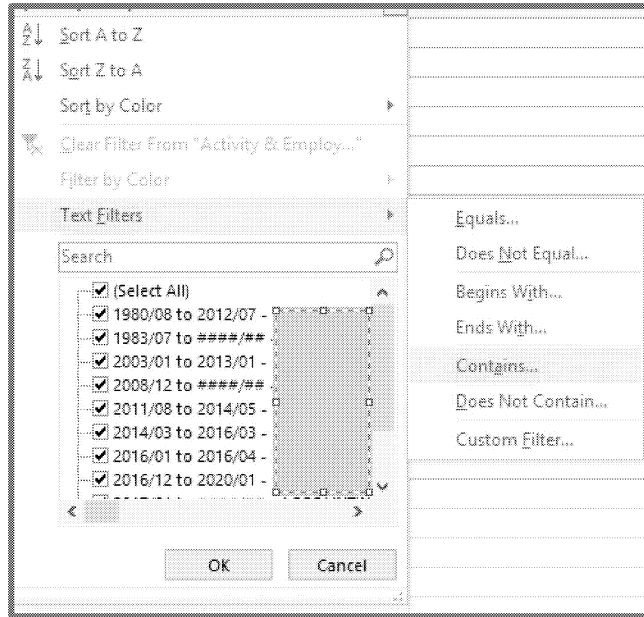 Sort A to Z
Sort Z to A
Sort by Color
Clear Filter From "Activity & Employ..."
Filter by Color
Text Filters
Search
(Select All)
1980/08 to 2012/07 -
1983/07 to ####/## -
2003/01 to 2013/01 -
2008/12 to ####/##
2011/08 to 2014/05 -
2014/03 to 2016/03 -
2016/01 to 2016/04 -
2016/12 to 2020/01 -
OK Cancel
Equals...
Does Not Equal...
Begins With...
Ends With...
Contains...
Does Not Contain...
Custom Filter...